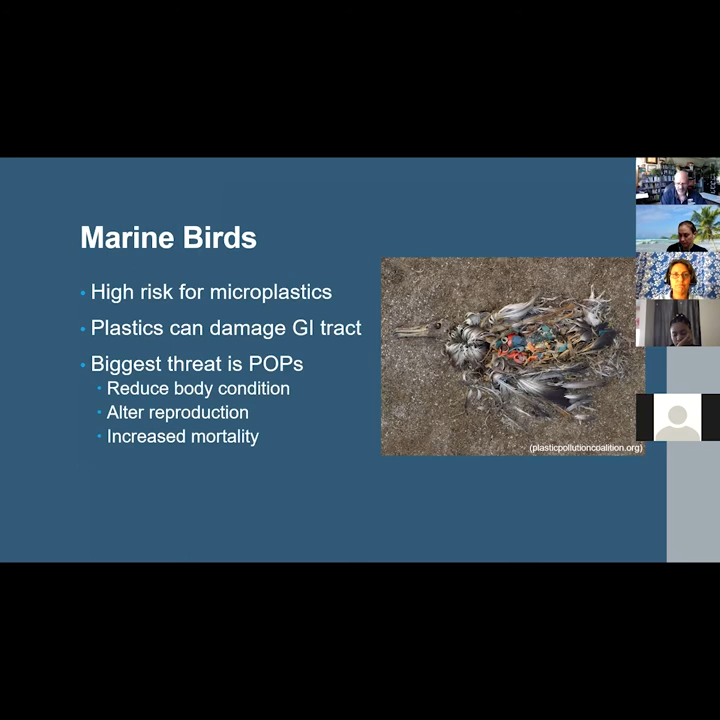 Marine Birds
High risk for microplastics
Plastics can damage GI tract
Biggest threat is POPs
Reduce body condition
Alter reproduction
Increased mortality
(plasticpollutioncoalition.org)